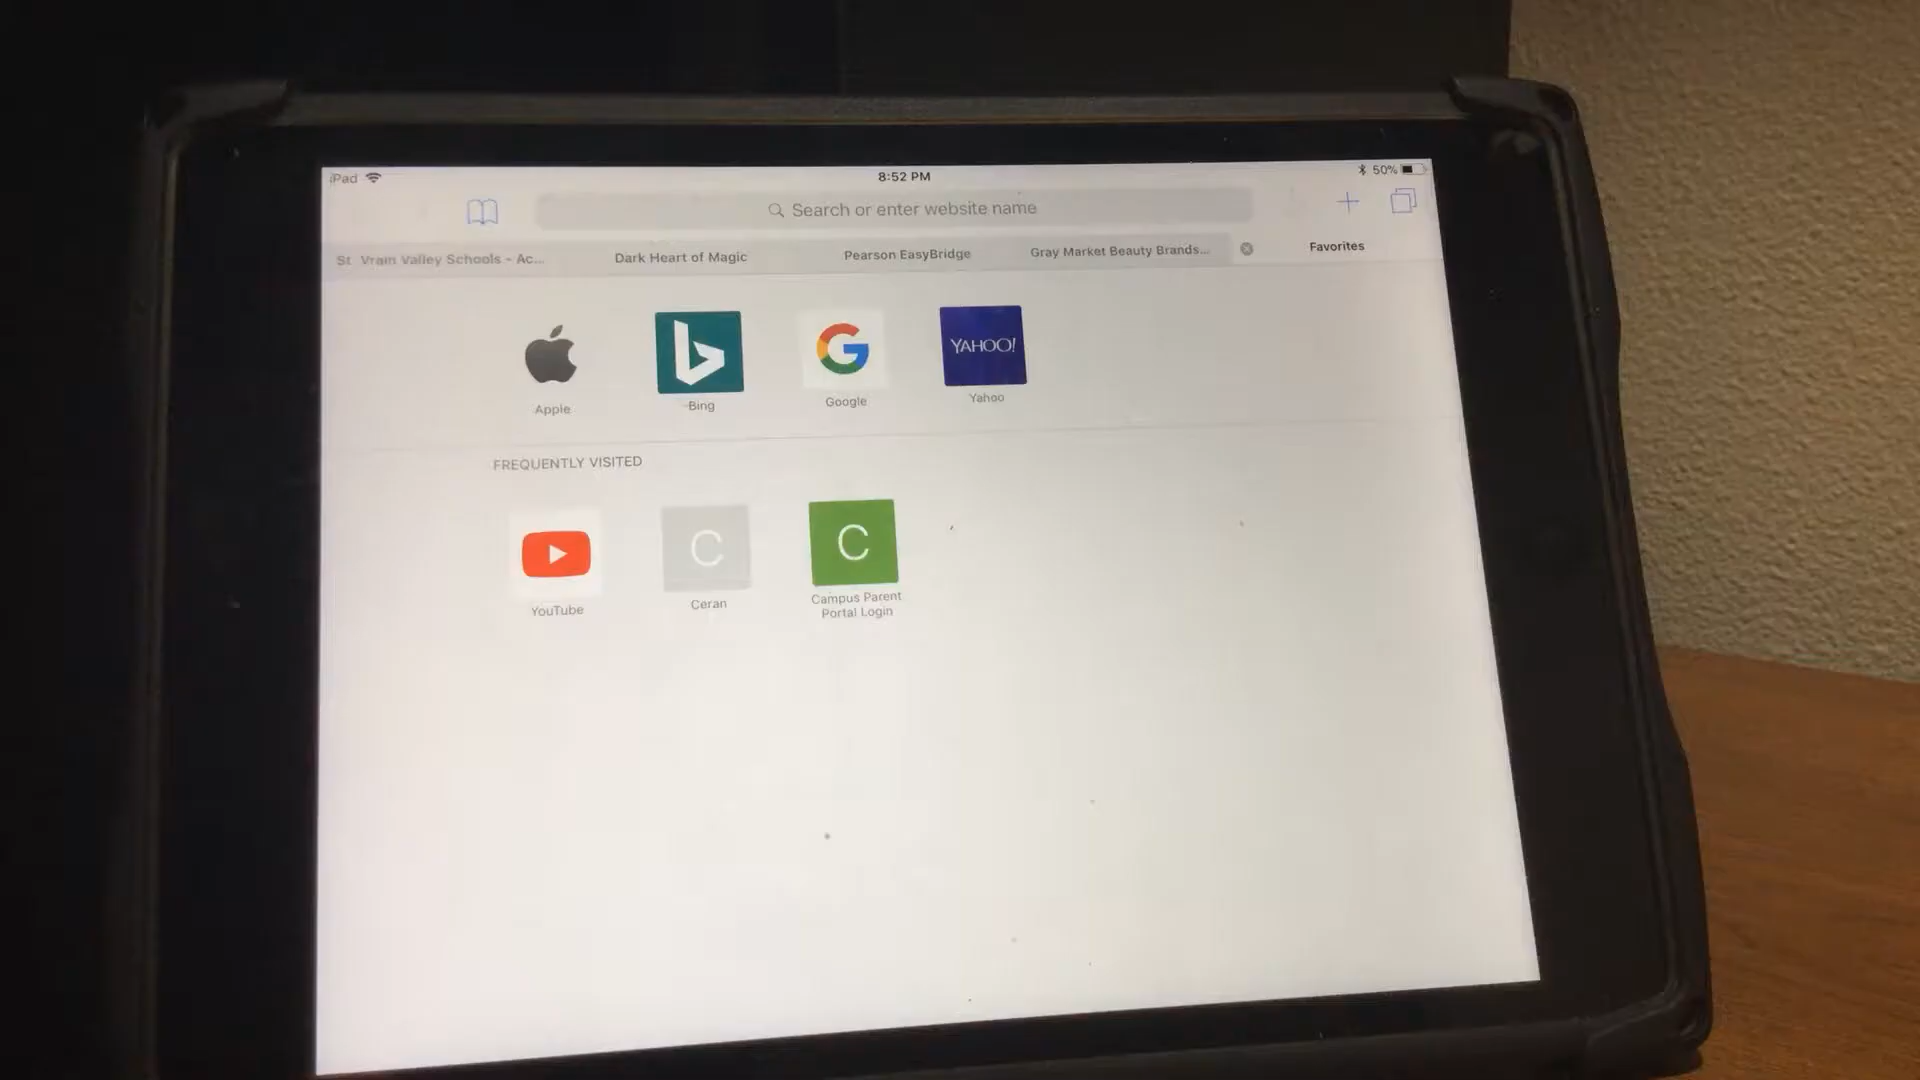 iPad 8:52 PM 50%
Search or enter website name
St Vrain Valley Schools - Ac... Dark Heart of Magic Pearson EasyBridge Gray Market Beauty Brands... Favorites
YAHOO!
Apple Bing Google Yahoo
FREQUENTLY VISITED
C C
YouTube Ceran Campus Parent
Portal Login